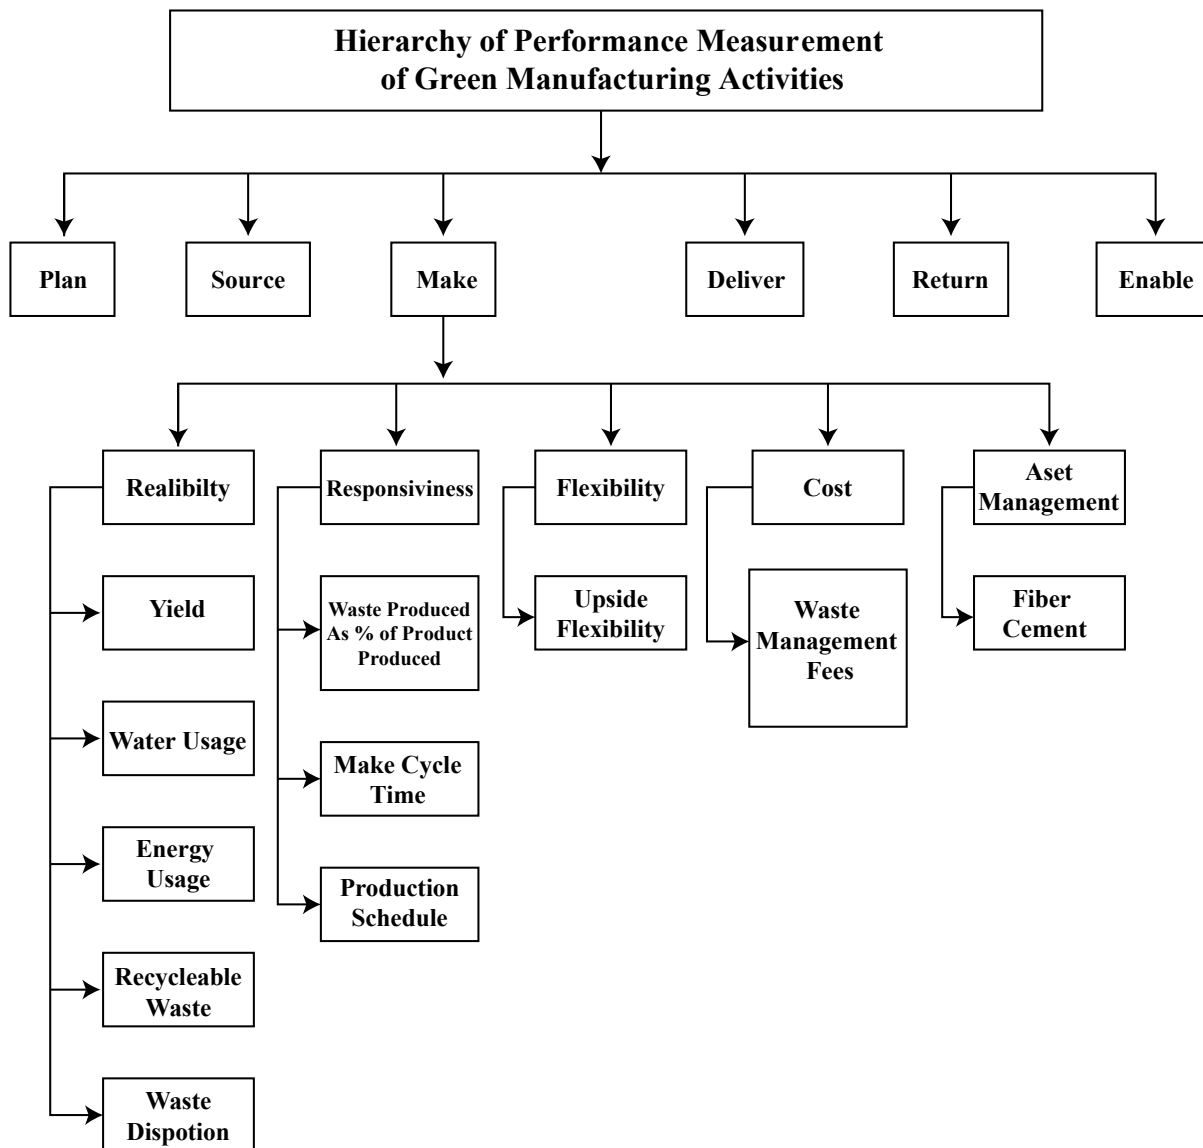 Hierarchy of Performance Measurement
of Green Manufacturing Activities
Plan
Source
Make
Deliver
Return
Enable
Realibilty
Responsiviness
Flexibility
Cost
Aset
Management
Yield
Waste Produced
As % of Product
Produced
Upside
Flexibility
Waste
Management
Fees
Fiber
Cement
Water Usage
Make Cycle
Time
Energy
Usage
Production
Schedule
Recycleable
Waste
Waste
Dispotion